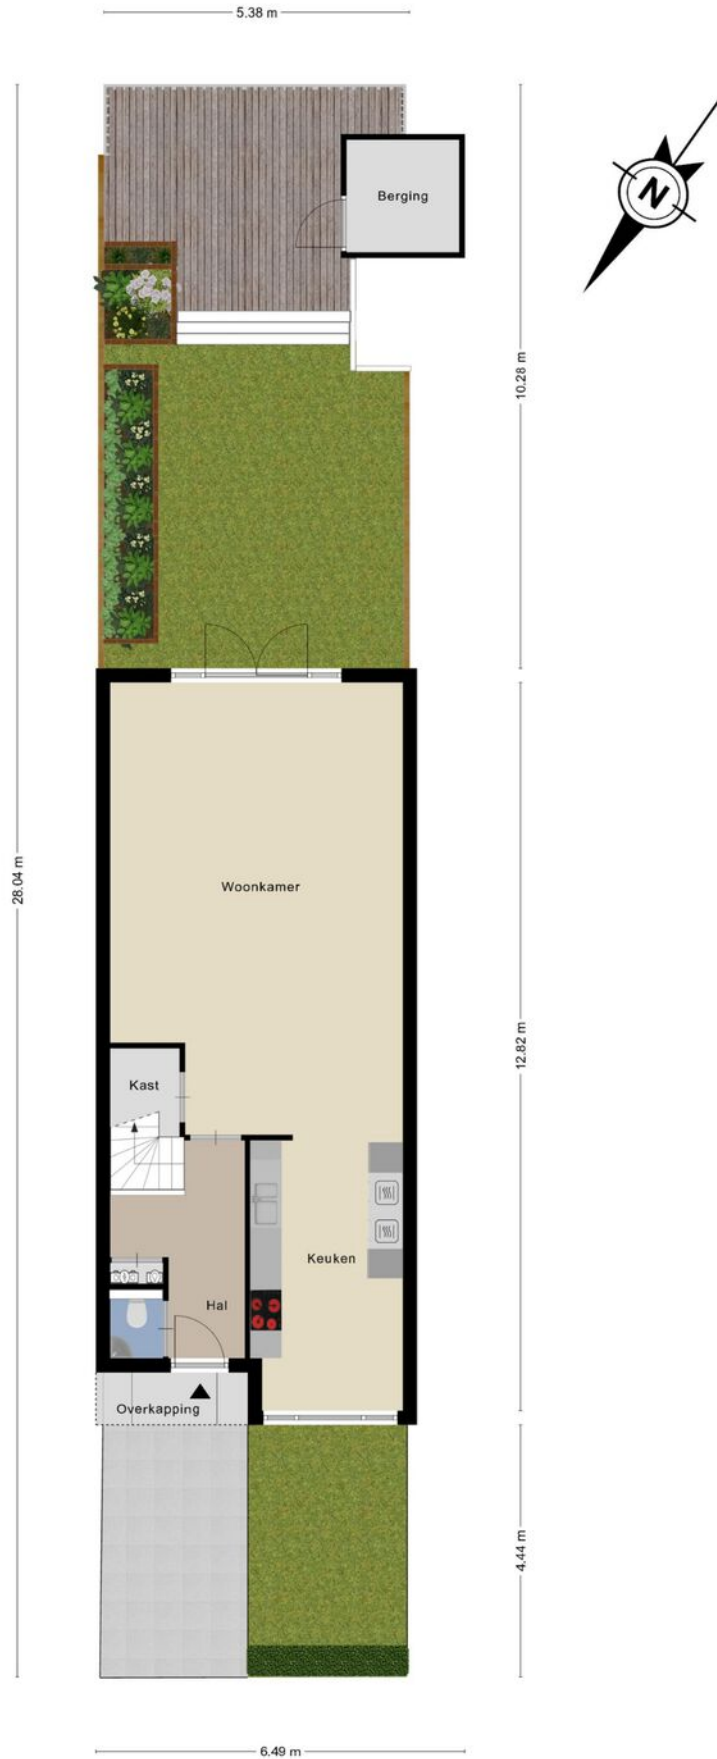 5.38 m
Berging
N
10.28 m
28.04 m
Woonkamer
12.82 m
Kast
Keuken
Hal
Overkapping
4.44 m
6.49 m